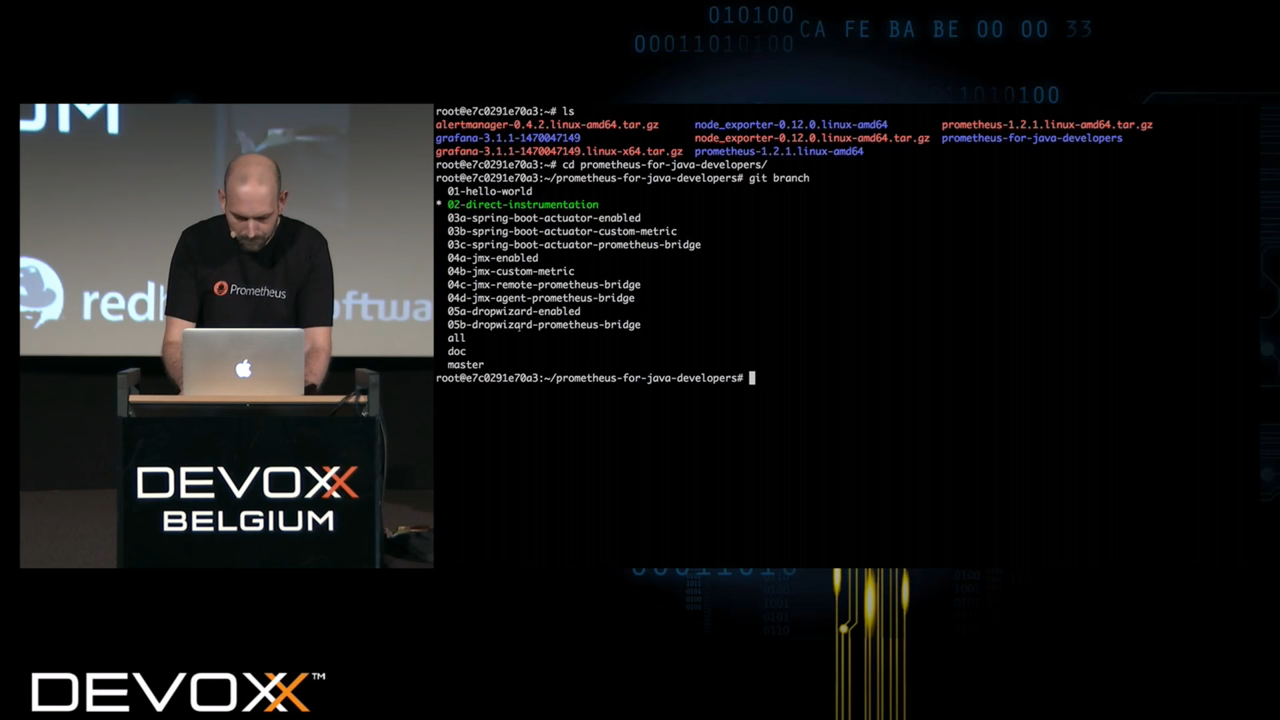 010100
00011010100
CA FE BA BE 00 00 33
11010100
UM
redh
oftwa
Prometheus
DEVOXX
BELGIUM
root@e7c0291e70a3:~# ls
alertmanager-0.4.2.linux-amd64.tar.gz node_exporter-0.12.0.linux-amd64 prometheus-1.2.1.linux-amd64.tar.gz
grafana-3.1.1-1470047149 node_exporter-0.12.0.linux-amd64.tar.gz prometheus-for-java-developers
grafana-3.1.1-1470047149.linux-x64.tar.gz prometheus-1.2.1.linux-amd64
root@e7c0291e70a3:~# cd prometheus-for-java-developers/
root@e7c0291e70a3:~/prometheus-for-java-developers# git branch
01-hello-world
* 02-direct-instrumentation
03a-spring-boot-actuator-enabled
03b-spring-boot-actuator-custom-metric
03c-spring-boot-actuator-prometheus-bridge
04a-jmx-enabled
04b-jmx-custom-metric
04c-jmx-remote-prometheus-bridge
04d-jmx-agent-prometheus-bridge
05a-dropwizard-enabled
05b-dropwizard-prometheus-bridge
all
doc
master
root@e7c0291e70a3:~/prometheus-for-java-developers#
DEVOXX™